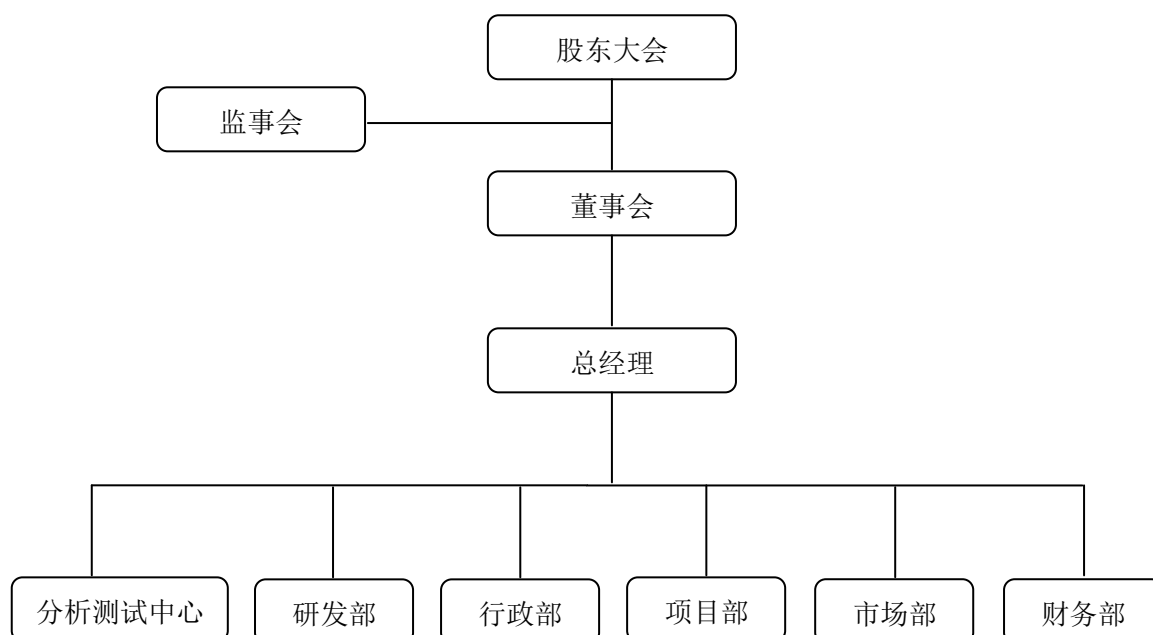 股东大会
监事会
董事会
总经理
分析测试中心
研发部
行政部
项目部
市场部
财务部